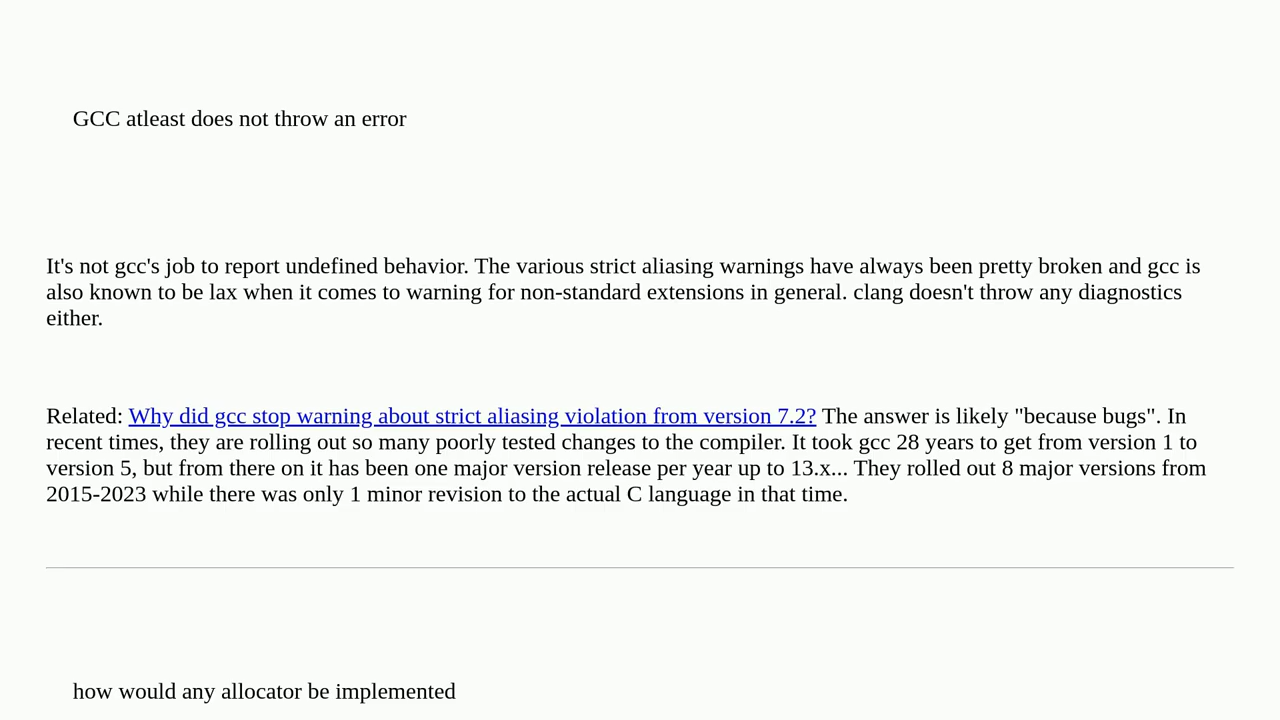 GCC atleast does not throw an error
It's not gcc's job to report undefined behavior. The various strict aliasing warnings have always been pretty broken and gcc is
also known to be lax when it comes to warning for non-standard extensions in general. clang doesn't throw any diagnostics
either.
Related: Why did gcc stop warning about strict aliasing violation from version 7.2? The answer is likely "because bugs". In
recent times, they are rolling out so many poorly tested changes to the compiler. It took gcc 28 years to get from version 1 to
version 5, but from there on it has been one major version release per year up to 13.x... They rolled out 8 major versions from
2015-2023 while there was only 1 minor revision to the actual C language in that time.
how would any allocator be implemented